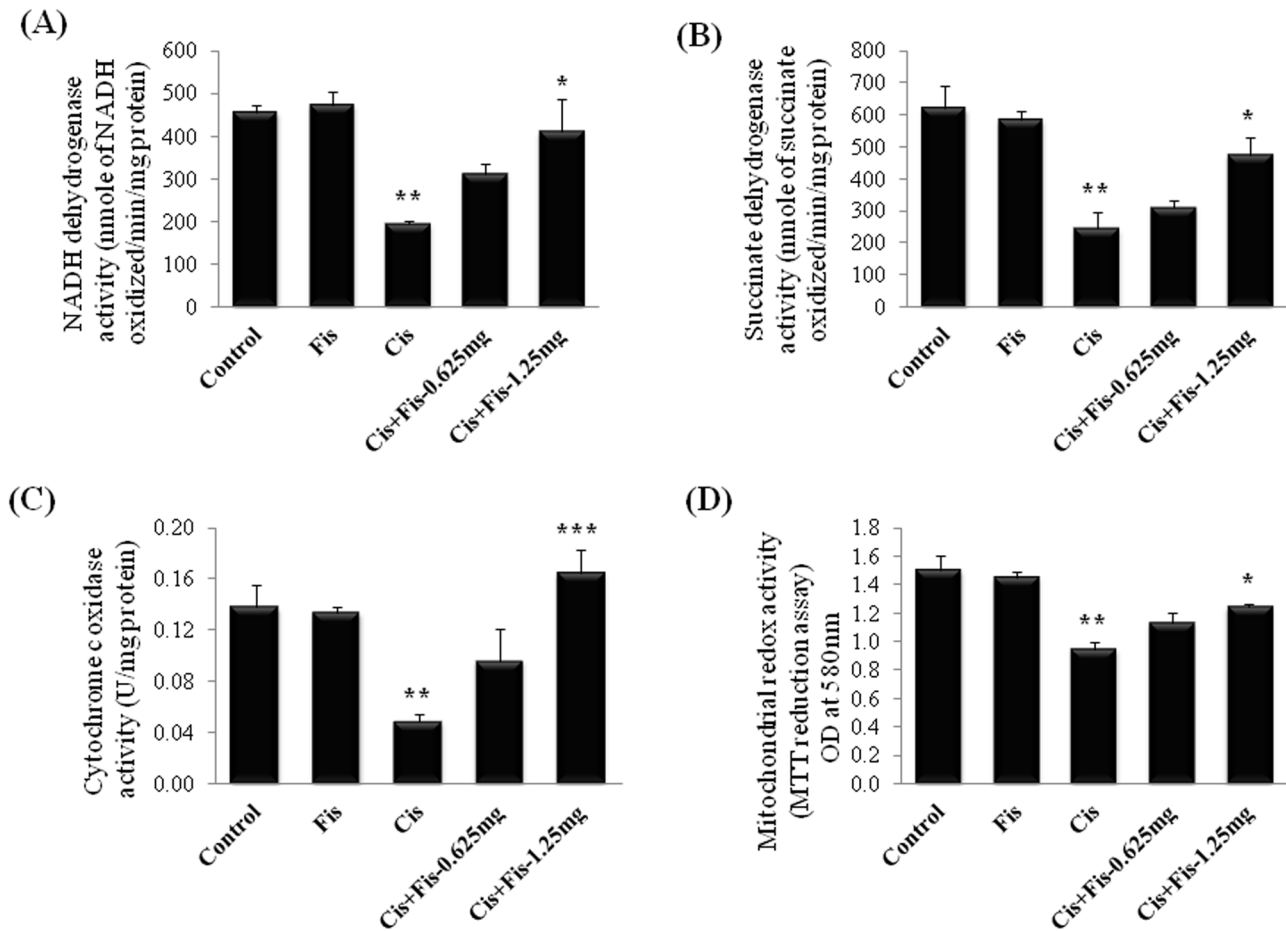 (A)
NADH dehydrogenase
activity (nmole of NADH
oxidized/min/mg protein)
600
500
400
300
200
100
0
*
**
Control
Fis
Cis
Cis+Fis-0.625mg
Cis+Fis-1.25mg
(B)
Succinate dehydrogenase
activity (nmole of succinate
oxidized/min/mg protein)
800
700
600
500
400
300
200
100
0
*
**
Control
Fis
Cis
Cis+Fis-0.625mg
Cis+Fis-1.25mg
(C)
Cytochrome c oxidase
activity (U/mg protein)
0.20
0.16
0.12
0.08
0.04
0.00
***
**
Control
Fis
Cis
Cis+Fis-0.625mg
Cis+Fis-1.25mg
(D)
Mitochondrial redox activity
(MTT reduction assay)
OD at 580nm
1.8
1.6
1.4
1.2
1.0
0.8
0.6
0.4
0.2
0.0
*
**
Control
Fis
Cis
Cis+Fis-0.625mg
Cis+Fis-1.25mg